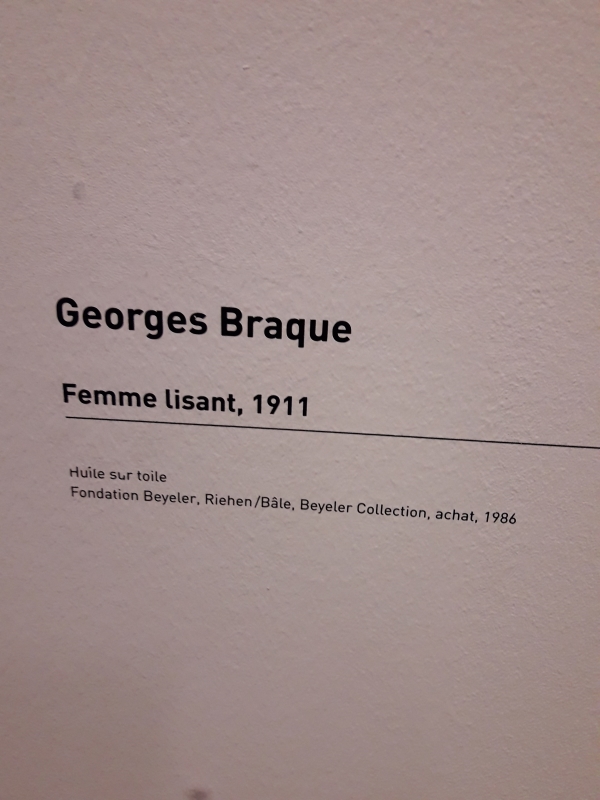 Georges Braque
Femme lisant, 1911
Huile sur toile
Fondation Beyeler, Riehen/Bâle, Beyeler Collection, achat, 1986